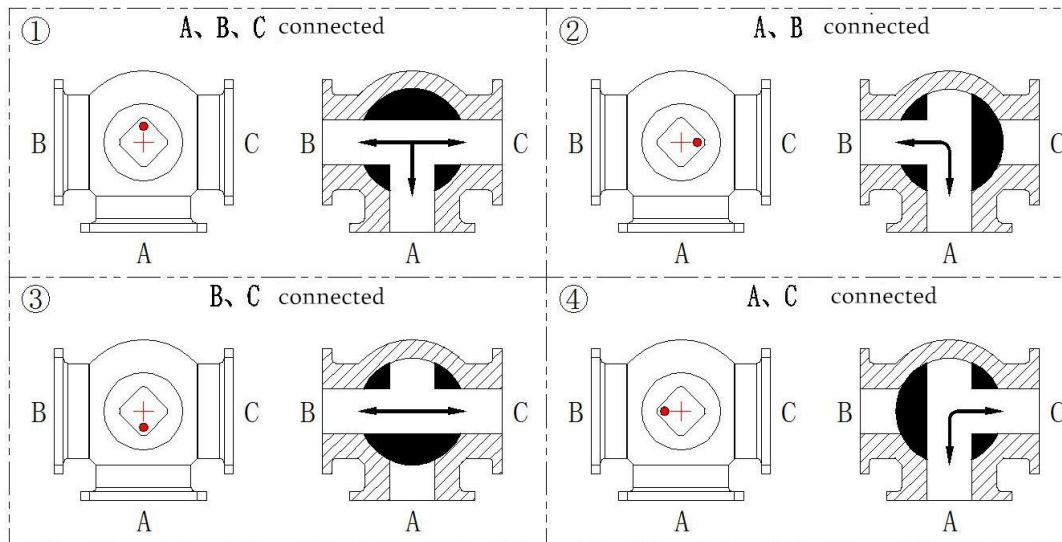 ① A、B、C connected
B C B C
A A
② A、B connected
B C B C
A A
③ B、C connected
B C B C
A A
④ A、C connected
B C B C
A A